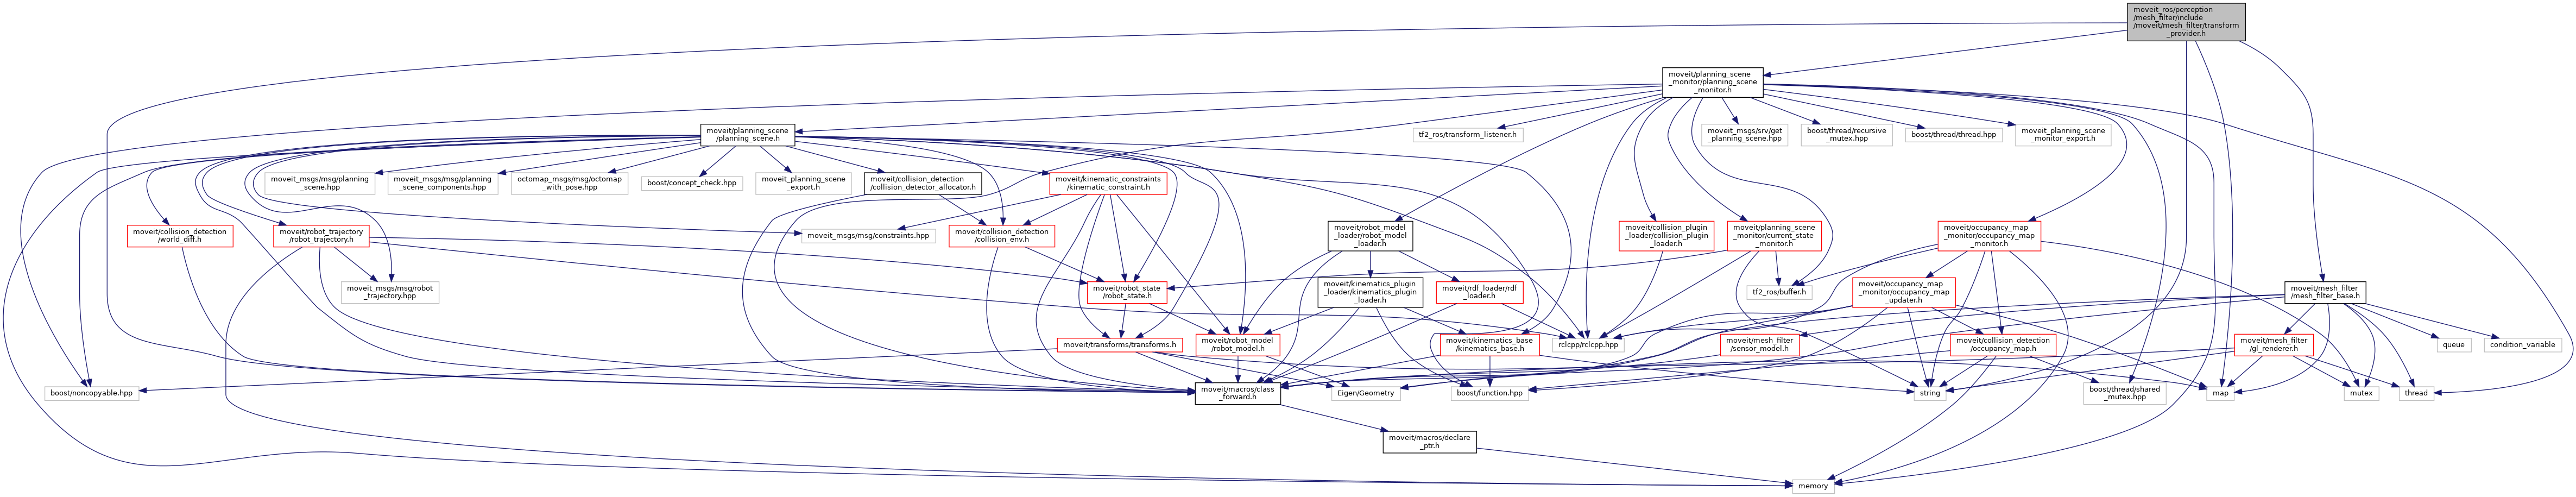 moveit_ros/perception
/mesh_filter/include
/moveit/mesh_filter/transform
_provider.h
moveit/planning_scene
_monitor/planning_scene
_monitor.h
moveit/planning_scene
/planning_scene.h
tf2_ros/transform_listener.h
moveit_msgs/srv/get
_planning_scene.hpp
boost/thread/recursive
_mutex.hpp
boost/thread/thread.hpp
moveit_planning_scene
_monitor_export.h
moveit_msgs/msg/planning
_scene.hpp
moveit_msgs/msg/planning
_scene_components.hpp
octomap_msgs/msg/octomap
_with_pose.hpp
boost/concept_check.hpp
moveit_planning_scene
_export.h
moveit/collision_detection
/collision_detector_allocator.h
moveit/kinematic_constraints
/kinematic_constraint.h
moveit/collision_detection
/world_diff.h
moveit/robot_trajectory
/robot_trajectory.h
moveit_msgs/msg/constraints.hpp
moveit/collision_detection
/collision_env.h
moveit/robot_model
_loader/robot_model
_loader.h
moveit/collision_plugin
_loader/collision_plugin
_loader.h
moveit/planning_scene
_monitor/current_state
_monitor.h
moveit/occupancy_map
_monitor/occupancy_map
_monitor.h
moveit_msgs/msg/robot
_trajectory.hpp
moveit/robot_state
/robot_state.h
moveit/kinematics_plugin
_loader/kinematics_plugin
_loader.h
moveit/rdf_loader/rdf
_loader.h
tf2_ros/buffer.h
moveit/occupancy_map
_monitor/occupancy_map
_updater.h
moveit/mesh_filter
/mesh_filter_base.h
moveit/transforms/transforms.h
moveit/robot_model
/robot_model.h
moveit/kinematics_base
/kinematics_base.h
rclcpp/rclcpp.hpp
moveit/mesh_filter
/sensor_model.h
moveit/collision_detection
/occupancy_map.h
moveit/mesh_filter
/gl_renderer.h
queue
condition_variable
boost/noncopyable.hpp
moveit/macros/class
_forward.h
Eigen/Geometry
boost/function.hpp
string
boost/thread/shared
_mutex.hpp
map
mutex
thread
moveit/macros/declare
_ptr.h
memory